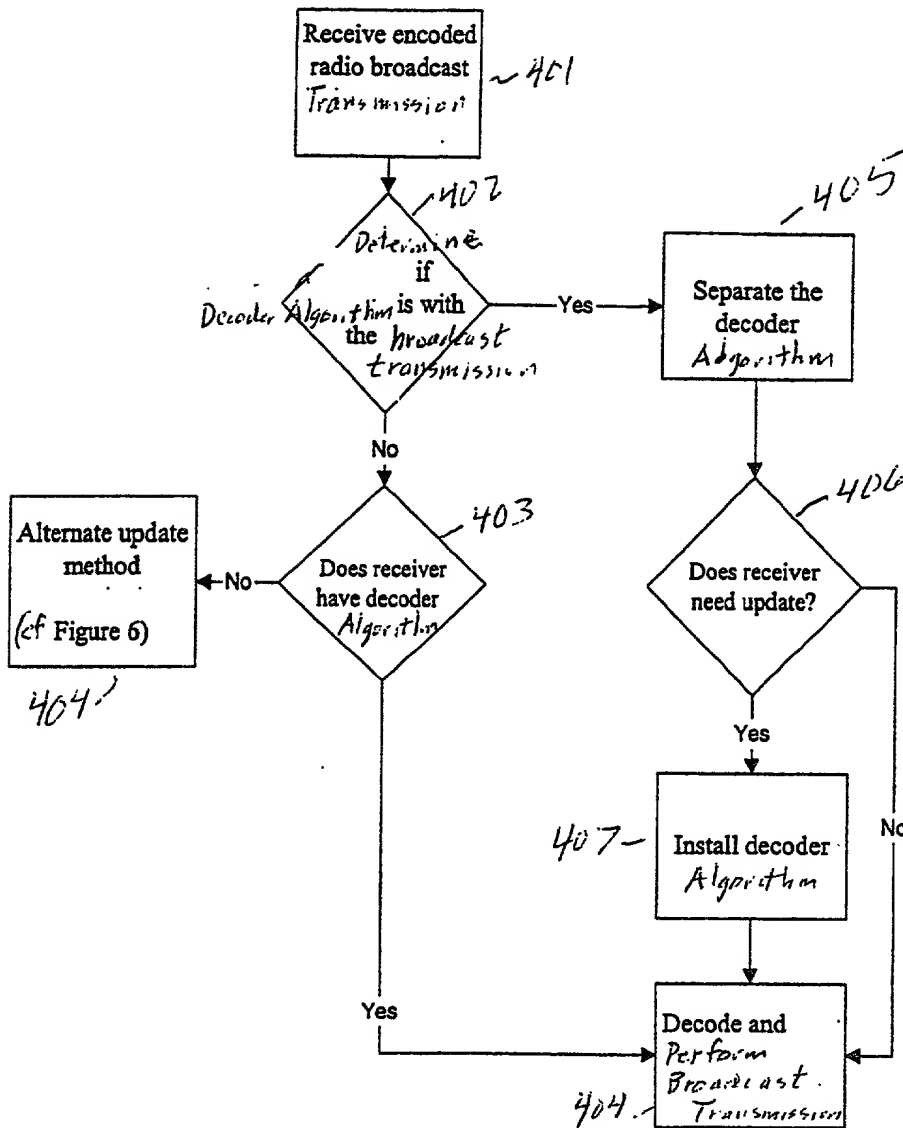 Receive encoded
radio broadcast
Transmission
~401
402
Determine
if
Decoder Algorithm is with
the broadcast
transmission
Yes
405
Separate the
decoder
Algorithm
No
403
Does receiver
have decoder
Algorithm
No
Alternate update
method
(cf Figure 6)
404
406
Does receiver
need update?
Yes
No
407
Install decoder
Algorithm
Yes
Decode and
Perform
Broadcast
Transmission
404